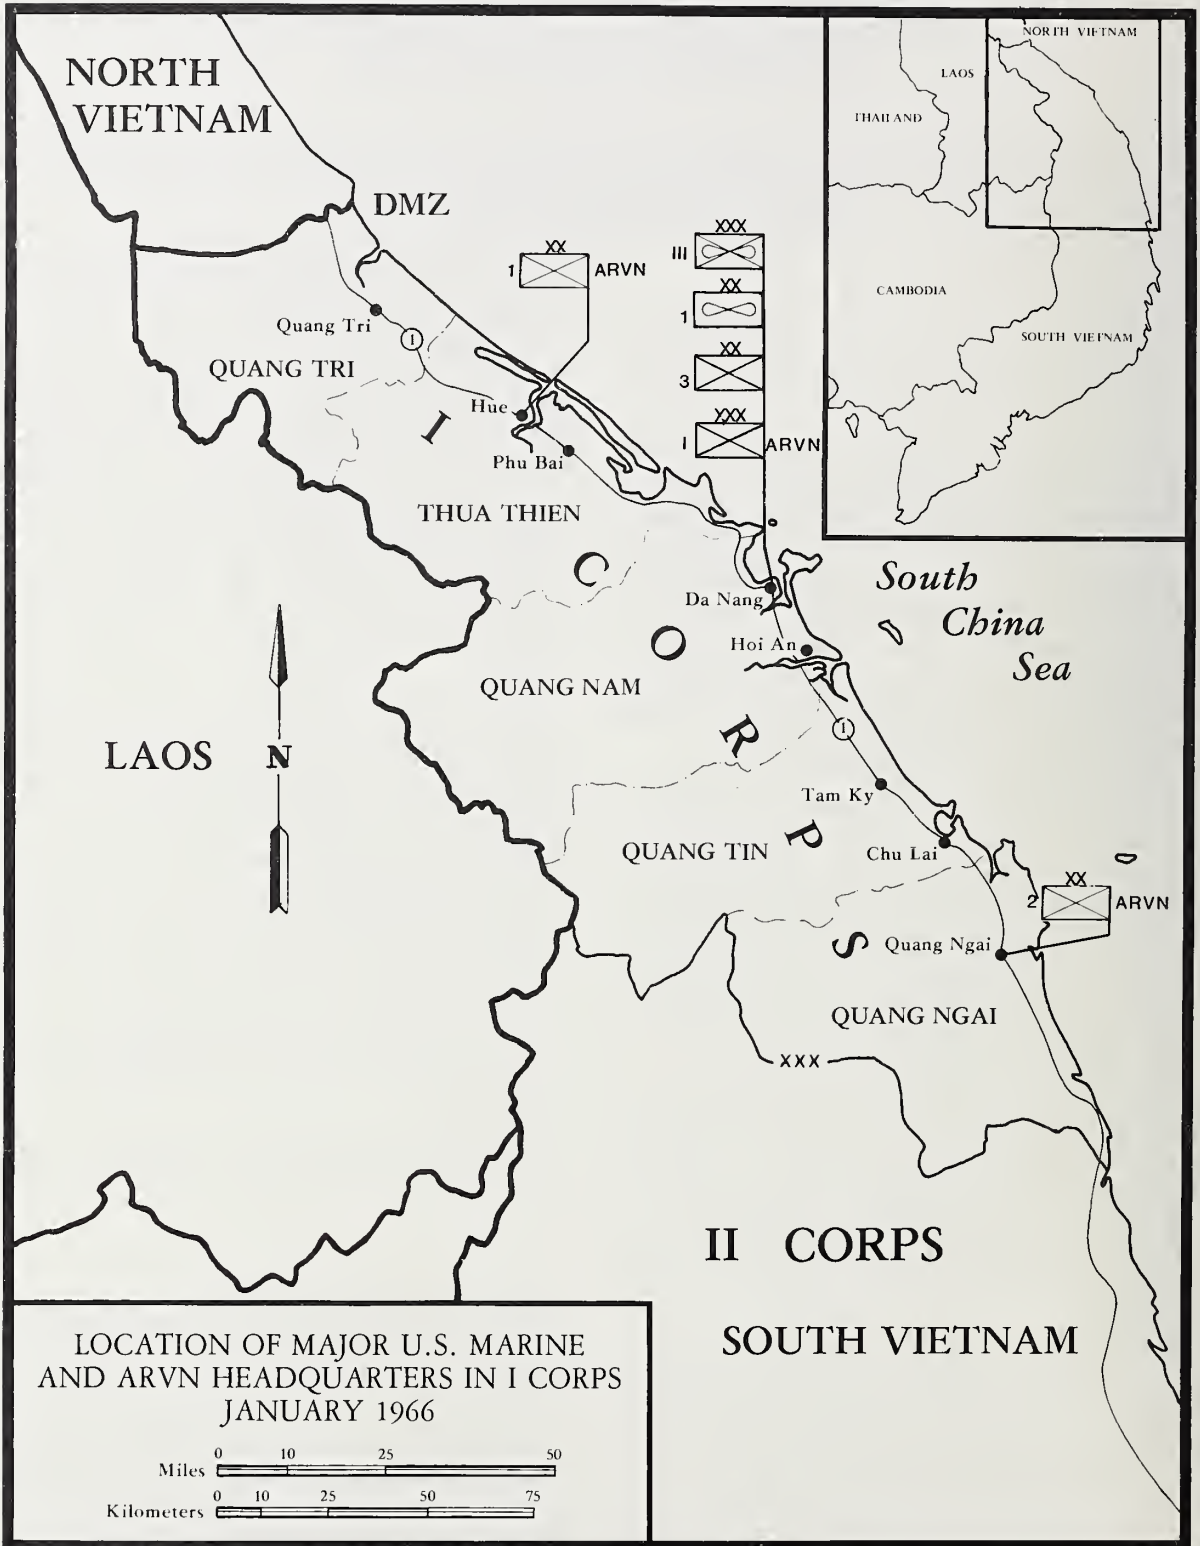 NORTH
VIETNAM
DMZ
XX
1 ARVN
XXX
III
XX
1
XX
3
XXX
I ARVN
NORTH VIETNAM
LAOS
THAILAND
CAMBODIA
SOUTH VIETNAM
Quang Tri
1
QUANG TRI
Hue
I
Phu Bai
THUA THIEN
C
South
China
Sea
Da Nang
O
Hoi An
QUANG NAM
R
1
LAOS
N
Tam Ky
P
QUANG TIN
Chu Lai
XX
2 ARVN
S
Quang Ngai
QUANG NGAI
XXX
II CORPS
SOUTH VIETNAM
LOCATION OF MAJOR U.S. MARINE
AND ARVN HEADQUARTERS IN I CORPS
JANUARY 1966
0 10 25 50
Miles
0 10 25 50 75
Kilometers